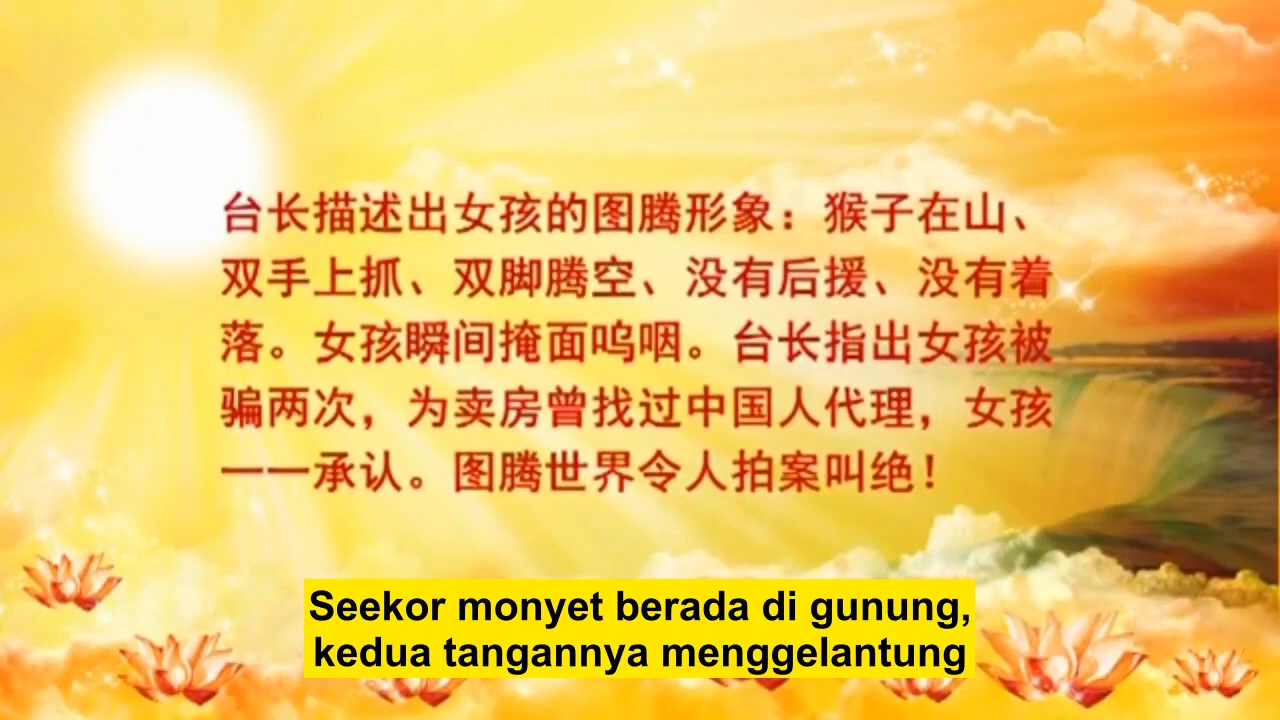 台长描述出女孩的图腾形象：猴子在山、
双手上抓、双脚腾空、没有后援、没有着
落。女孩瞬间掩面呜咽。台长指出女孩被
骗两次，为卖房曾找过中国人代理，女孩
一一承认。图腾世界令人拍案叫绝！
Seekor monyet berada di gunung,
kedua tangannya menggelantung